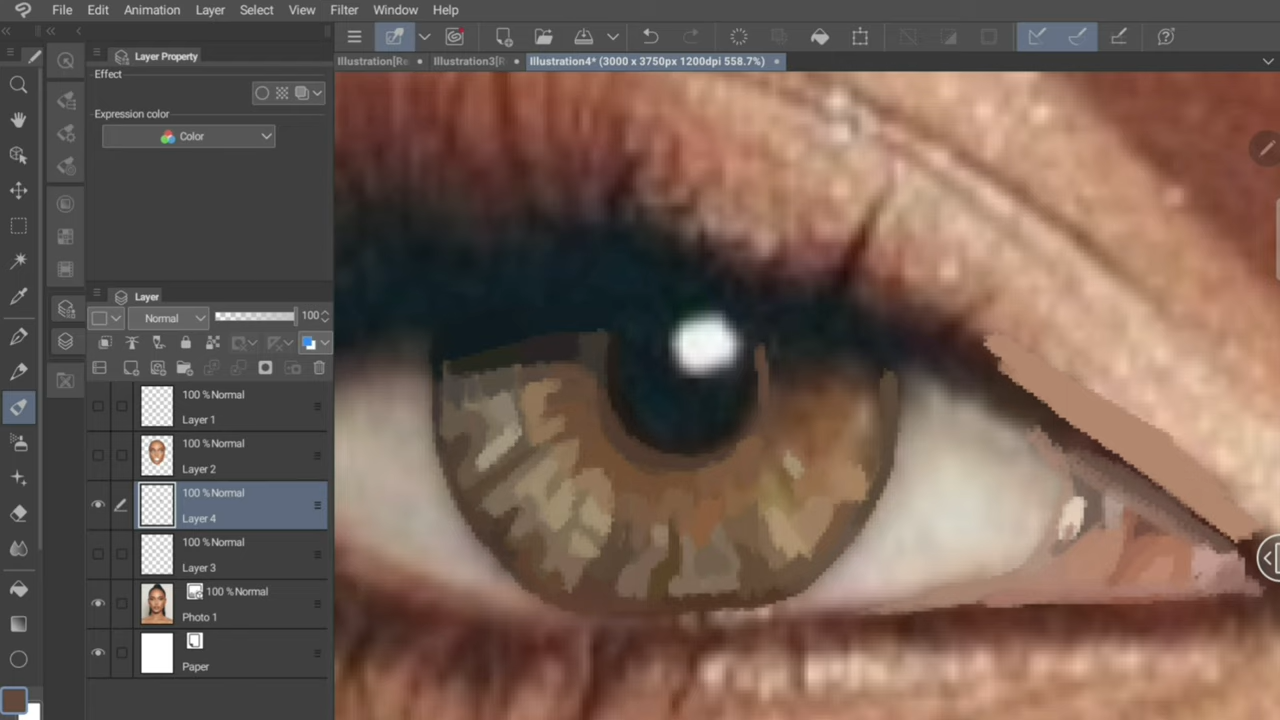 File Edit Animation Layer Select View Filter Window Help
Illustration[Re Illustration3[R Illustration4* (3000 x 3750px 1200dpi 558.7%)
Layer Property
Effect
Expression color
Color
Layer
Normal 100
100 %Normal
Layer 1
100 %Normal
Layer 2
100 %Normal
Layer 4
100 %Normal
Layer 3
100 %Normal
Photo 1
Paper